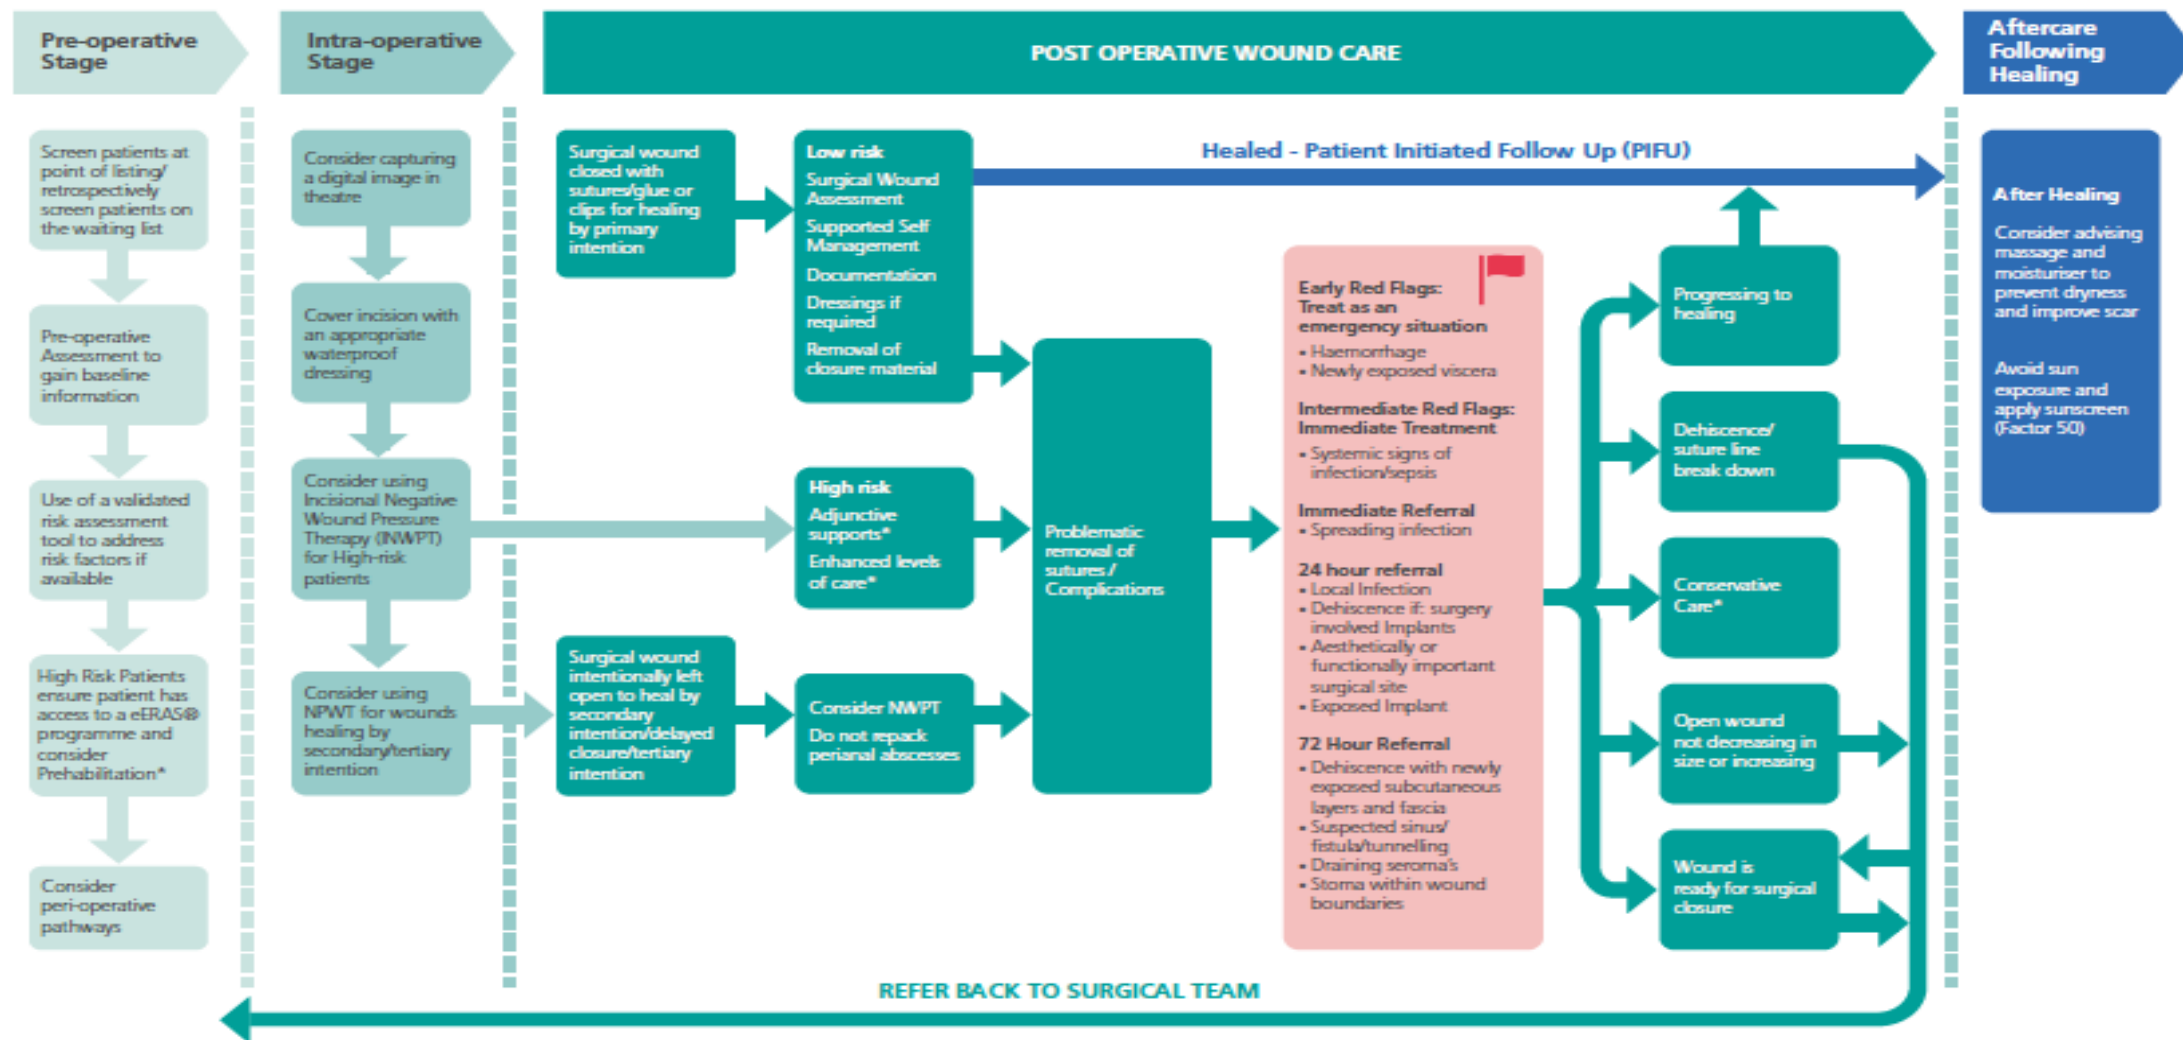 Pre-operative
Stage
Intra-operative
Stage
POST OPERATIVE WOUND CARE
Aftercare
Following
Healing
Screen patients at
point of listing/
retrospectively
screen patients on
the waiting list
Pre-operative
Assessment to
gain baseline
information
Use of a validated
risk assessment
tool to address
risk factors if
available
High Risk Patients
ensure patient has
access to a eERAS®
programme and
consider
Prehabilitation*
Consider
peri-operative
pathways
Consider capturing
a digital image in
theatre
Cover incision with
an appropriate
waterproof
dressing
Consider using
Incisional Negative
Wound Pressure
Therapy (INWPT)
for High-risk
patients
Consider using
NPWT for wounds
healing by
secondary/tertiary
intention
Surgical wound
closed with
sutures/glue or
clips for healing
by primary
intention
Surgical wound
intentionally left
open to heal by
secondary
intention/delayed
closure/tertiary
intention
Low risk
Surgical Wound
Assessment
Supported Self
Management
Documentation
Dressings if
required
Removal of
closure material
High risk
Adjunctive
supports*
Enhanced levels
of care*
Consider NWPT
Do not repack
perianal abscesses
Problematic
removal of
sutures /
Complications
Healed - Patient Initiated Follow Up (PIFU)
Early Red Flags:
Treat as an
emergency situation
• Haemorrhage
• Newly exposed viscera
Intermediate Red Flags:
Immediate Treatment
• Systemic signs of
infection/sepsis
Immediate Referral
• Spreading infection
24 hour referral
• Local Infection
• Dehiscence if: surgery
involved Implants
• Aesthetically or
functionally important
surgical site
• Exposed Implant
72 Hour Referral
• Dehiscence with newly
exposed subcutaneous
layers and fascia
• Suspected sinus/
fistula/tunnelling
• Draining seroma's
• Stoma within wound
boundaries
Progressing to
healing
Dehiscence/
suture line
break down
Conservative
Care*
Open wound
not decreasing in
size or increasing
Wound is
ready for surgical
closure
After Healing
Consider advising
massage and
moisturiser to
prevent dryness
and improve scar
Avoid sun
exposure and
apply sunscreen
(Factor 50)
REFER BACK TO SURGICAL TEAM